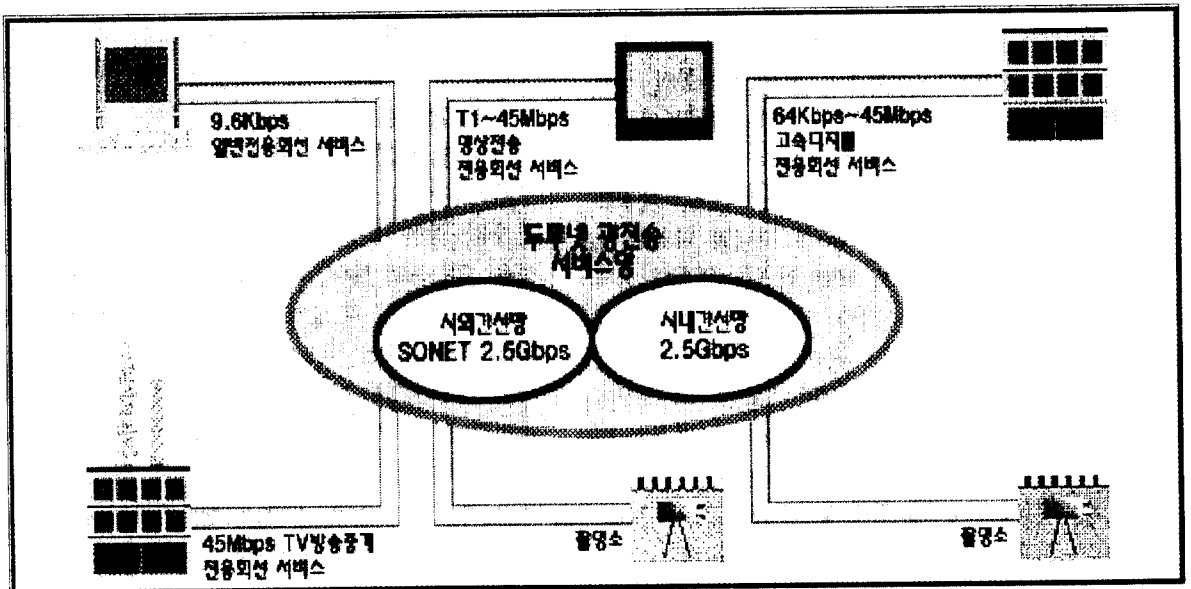 9.6Kbps
일반전용회선 서비스
T1~45Mbps
영상전송
전용회선 서비스
64Kbps~45Mbps
고속디지털
전용회선 서비스
두루넷 광전송
서비스망
시외간선망
SONET 2.5Gbps
시내간선망
2.5Gbps
45Mbps TV방송중계
전용회선 서비스
촬영소
촬영소